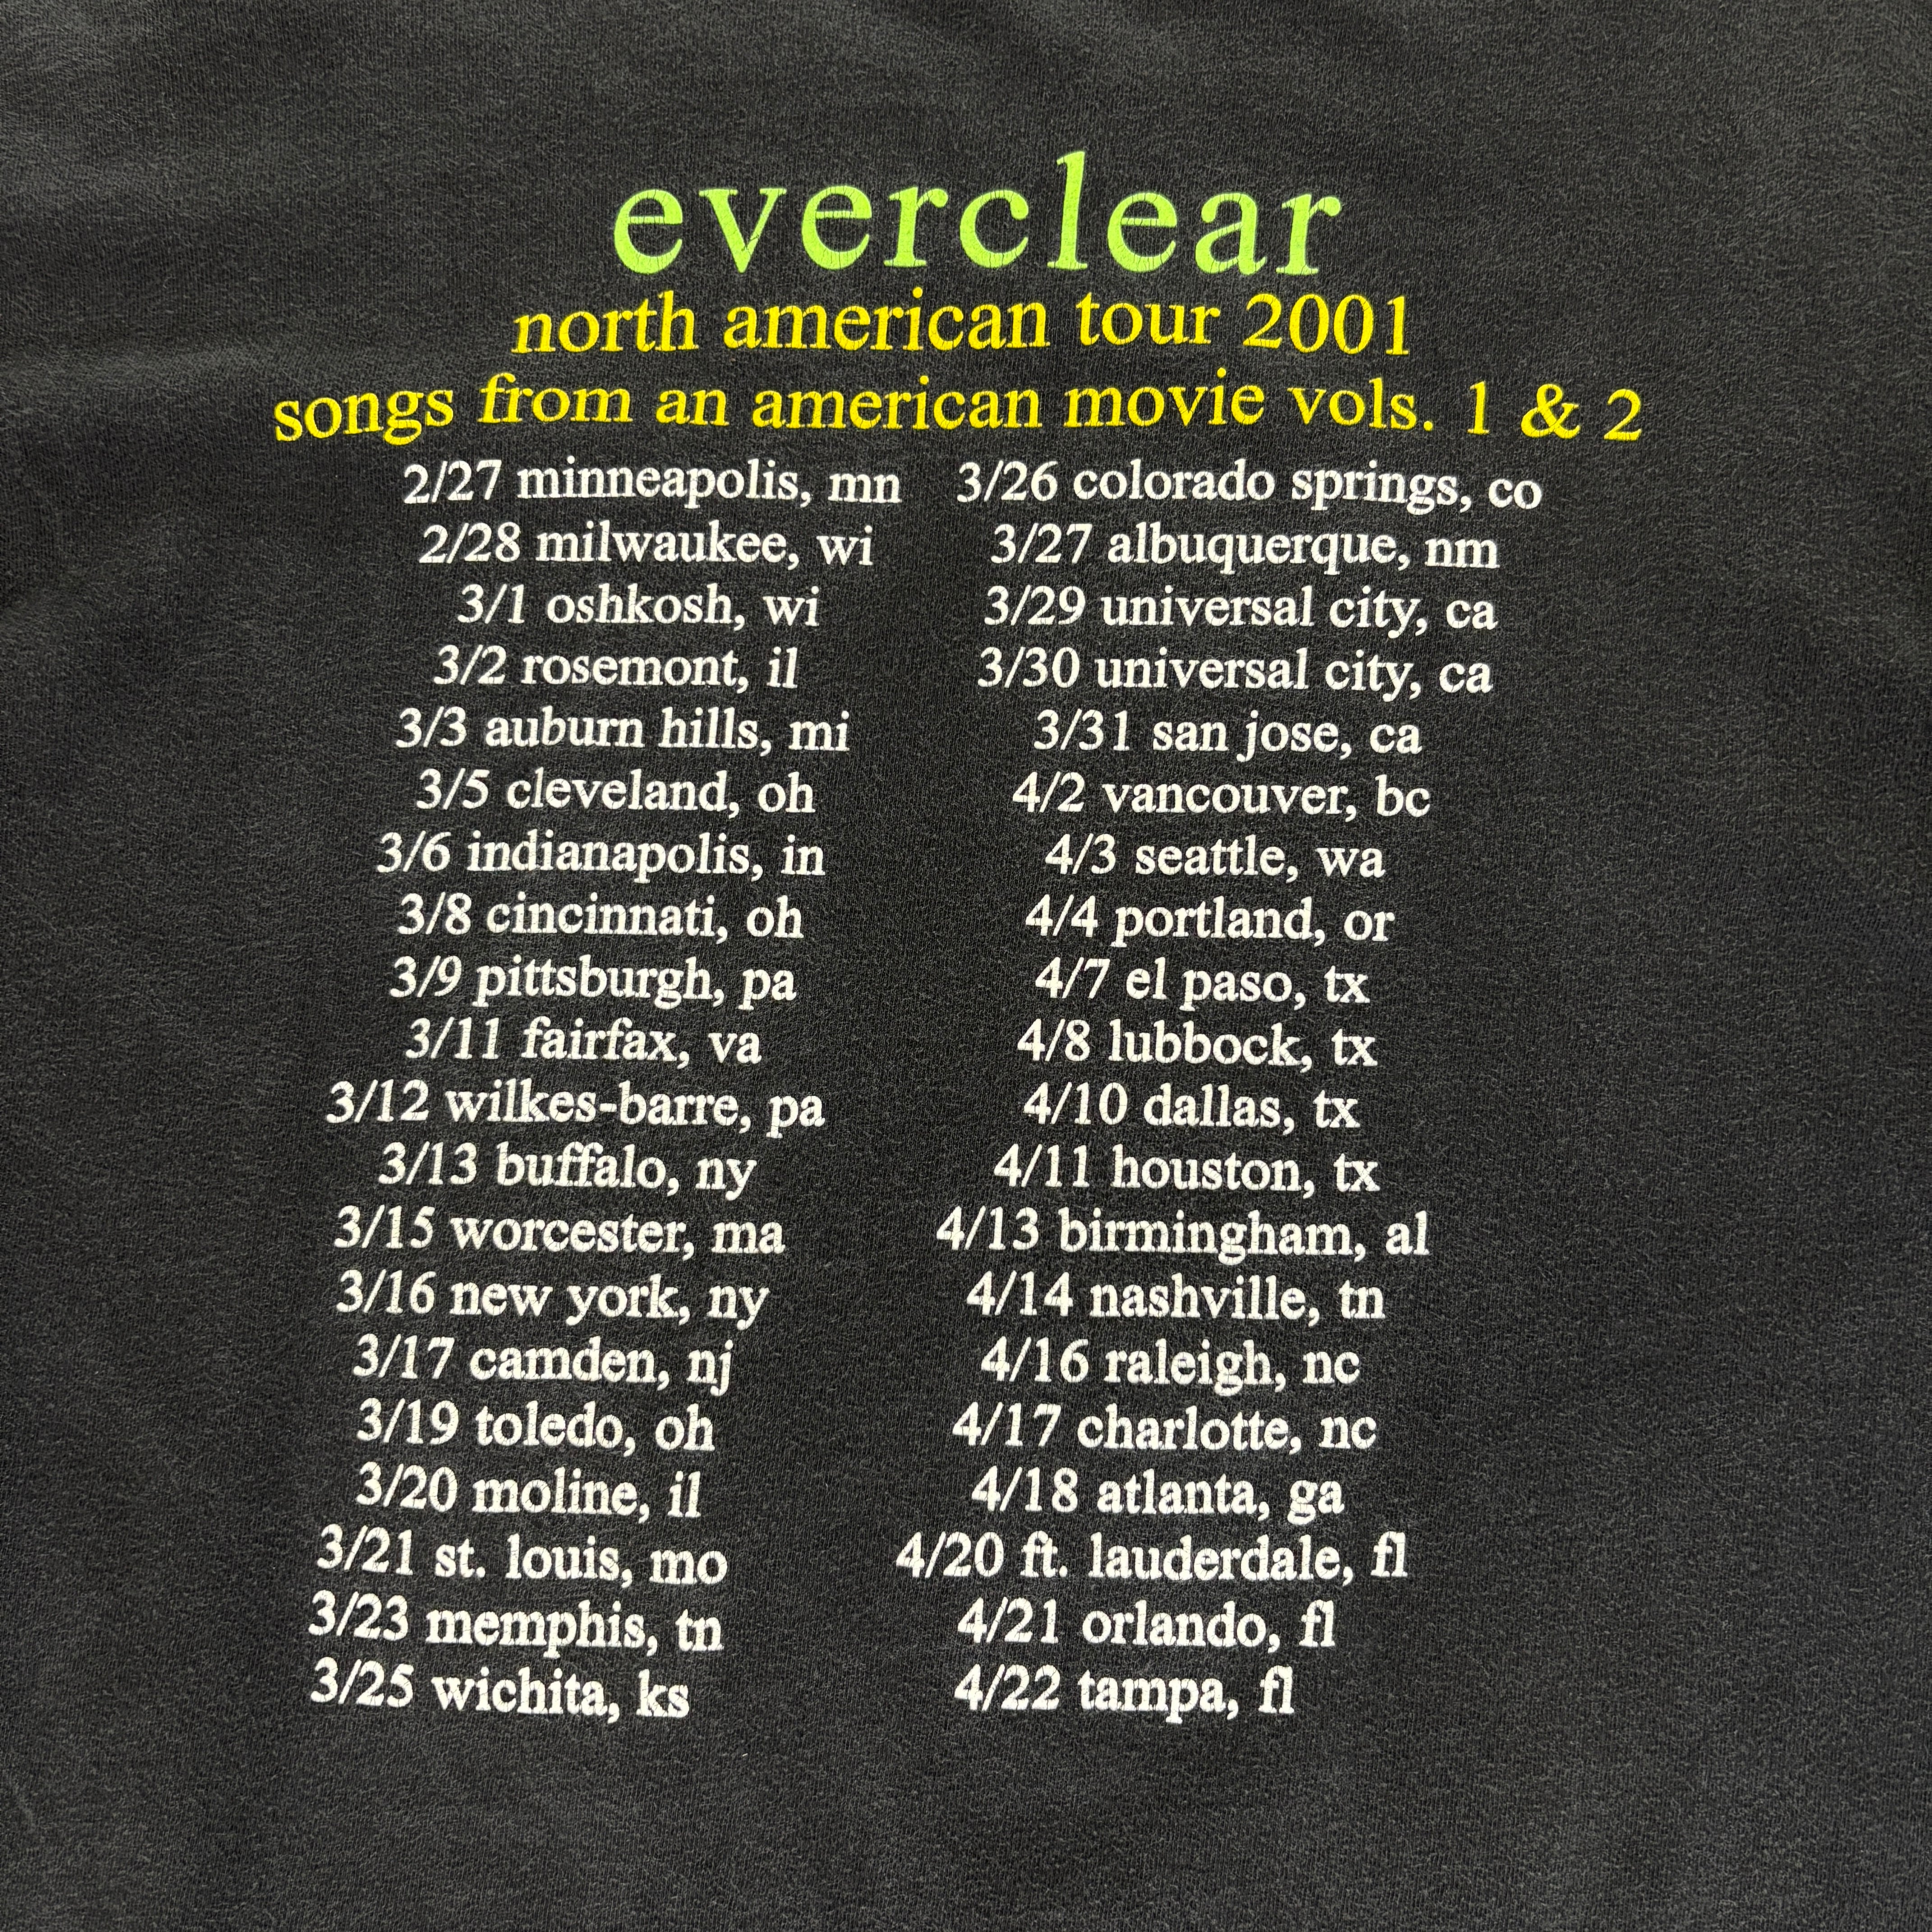 everclear
north american tour 2001
songs from an american movie vols. 1 & 2
2/27 minneapolis, mn
2/28 milwaukee, wi
3/1 oshkosh, wi
3/2 rosemont, il
3/3 auburn hills, mi
3/5 cleveland, oh
3/6 indianapolis, in
3/8 cincinnati, oh
3/9 pittsburgh, pa
3/11 fairfax, va
3/12 wilkes-barre, pa
3/13 buffalo, ny
3/15 worcester, ma
3/16 new york, ny
3/17 camden, nj
3/19 toledo, oh
3/20 moline, il
3/21 st. louis, mo
3/23 memphis, tn
3/25 wichita, ks
3/26 colorado springs, co
3/27 albuquerque, nm
3/29 universal city, ca
3/30 universal city, ca
3/31 san jose, ca
4/2 vancouver, bc
4/3 seattle, wa
4/4 portland, or
4/7 el paso, tx
4/8 lubbock, tx
4/10 dallas, tx
4/11 houston, tx
4/13 birmingham, al
4/14 nashville, tn
4/16 raleigh, nc
4/17 charlotte, nc
4/18 atlanta, ga
4/20 ft. lauderdale, fl
4/21 orlando, fl
4/22 tampa, fl